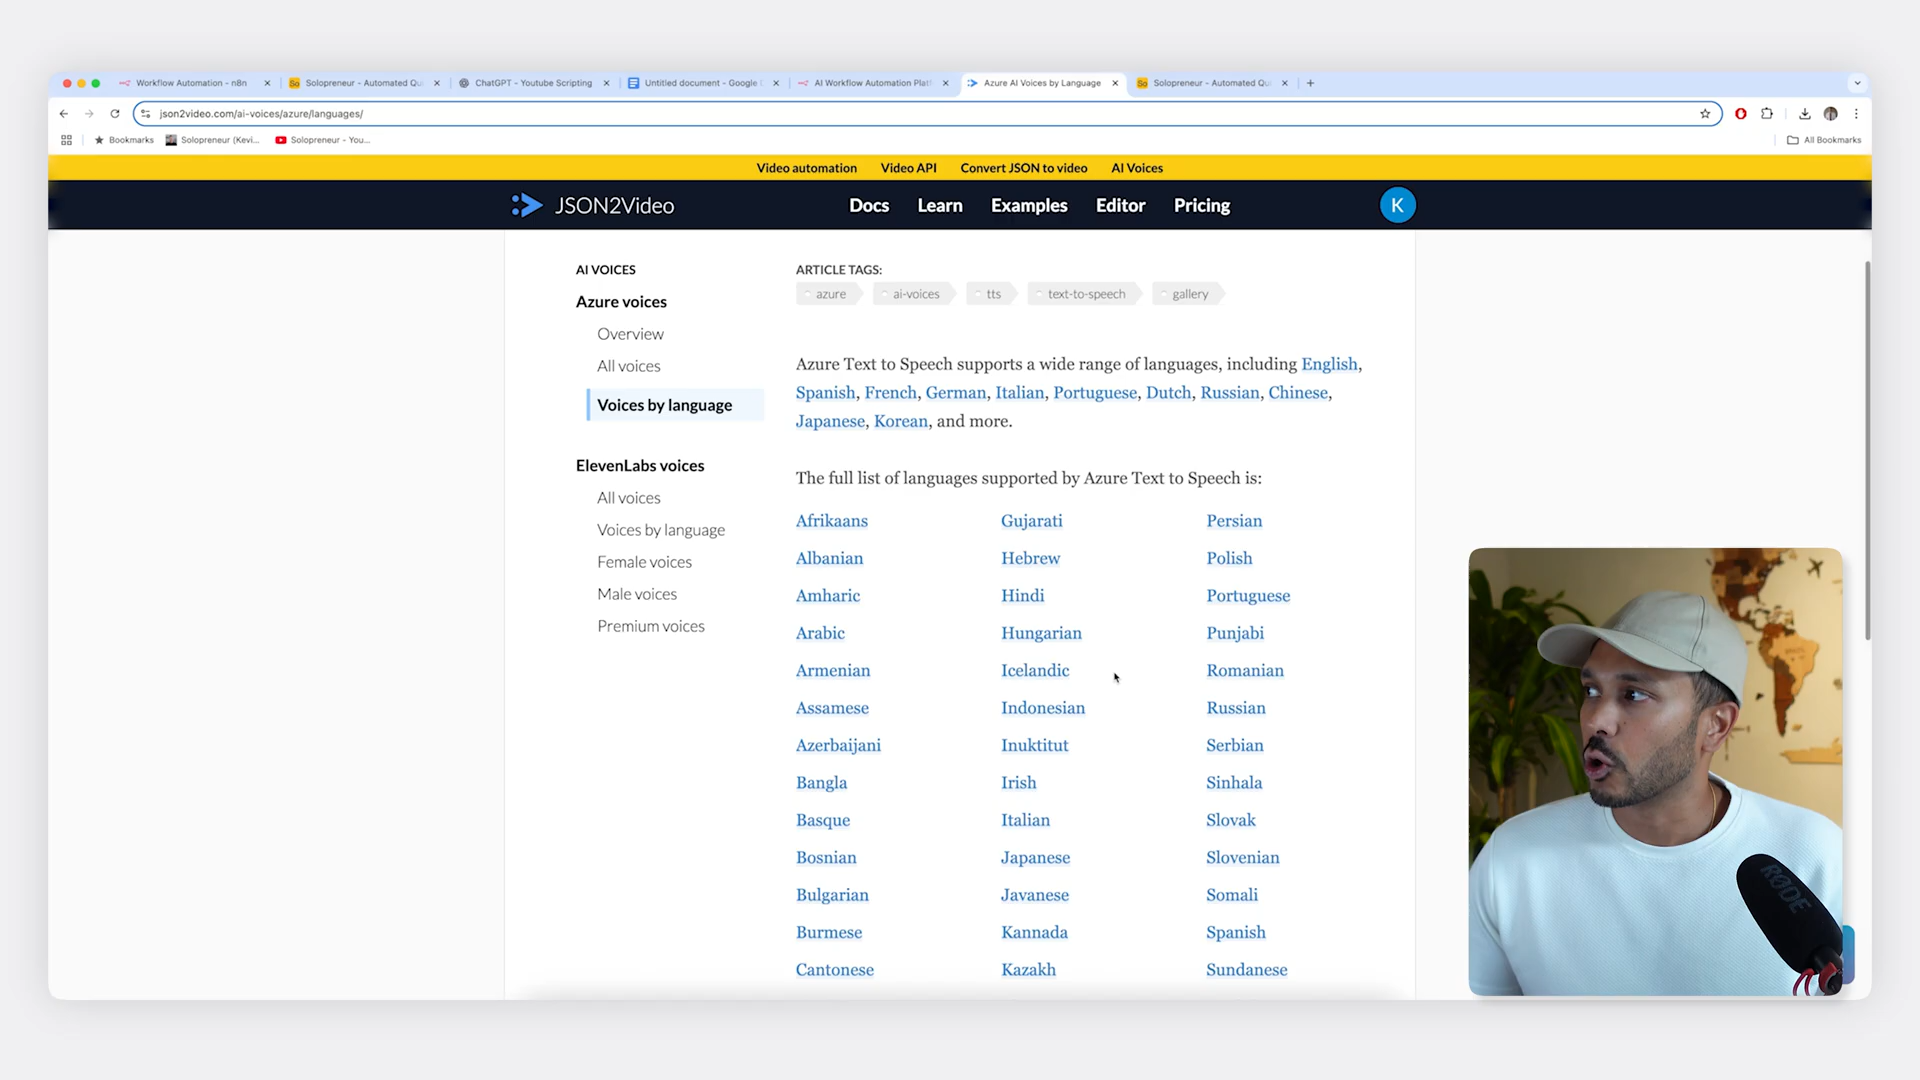 Workflow Automation - n8n
Solopreneur - Automated Qu
ChatGPT - Youtube Scripting
Untitled document - Google
AI Workflow Automation Plat
Azure AI Voices by Language
Solopreneur - Automated Qu
json2video.com/ai-voices/azure/languages/
Bookmarks
Solopreneur (Kevi...
Solopreneur - You...
All Bookmarks
Video automation Video API Convert JSON to video AI Voices
JSON2Video
Docs Learn Examples Editor Pricing
K
AI VOICES
Azure voices
Overview
All voices
Voices by language
ElevenLabs voices
All voices
Voices by language
Female voices
Male voices
Premium voices
ARTICLE TAGS:
azure ai-voices tts text-to-speech gallery
Azure Text to Speech supports a wide range of languages, including English,
Spanish, French, German, Italian, Portuguese, Dutch, Russian, Chinese,
Japanese, Korean, and more.
The full list of languages supported by Azure Text to Speech is:
Afrikaans
Albanian
Amharic
Arabic
Armenian
Assamese
Azerbaijani
Bangla
Basque
Bosnian
Bulgarian
Burmese
Cantonese
Gujarati
Hebrew
Hindi
Hungarian
Icelandic
Indonesian
Inuktitut
Irish
Italian
Japanese
Javanese
Kannada
Kazakh
Persian
Polish
Portuguese
Punjabi
Romanian
Russian
Serbian
Sinhala
Slovak
Slovenian
Somali
Spanish
Sundanese
RØDE